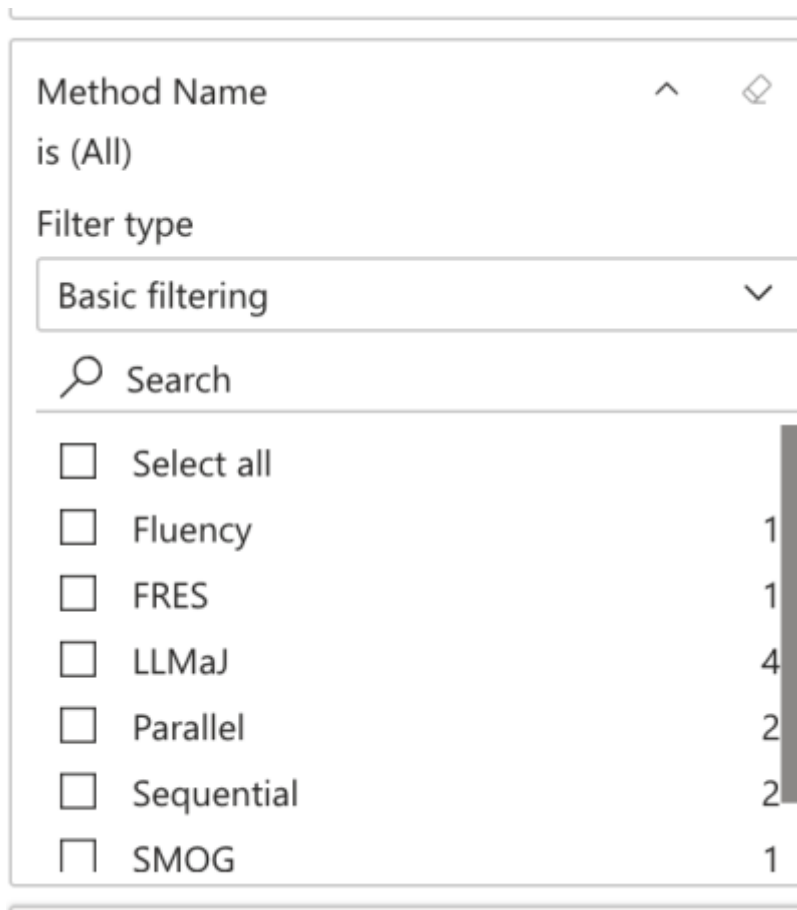 Method Name
is (All)
Filter type
Basic filtering
Search
Select all
Fluency 1
FRES 1
LLMaJ 4
Parallel 2
Sequential 2
SMOG 1